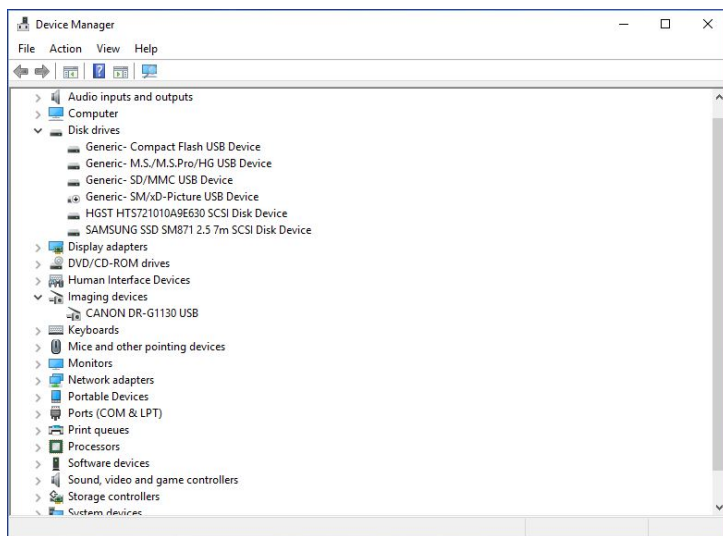 Device Manager
File Action View Help
Audio inputs and outputs
Computer
Disk drives
Generic- Compact Flash USB Device
Generic- M.S./M.S.Pro/HG USB Device
Generic- SD/MMC USB Device
Generic- SM/xD-Picture USB Device
HGST HTS721010A9E630 SCSI Disk Device
SAMSUNG SSD SM871 2.5 7m SCSI Disk Device
Display adapters
DVD/CD-ROM drives
Human Interface Devices
Imaging devices
CANON DR-G1130 USB
Keyboards
Mice and other pointing devices
Monitors
Network adapters
Portable Devices
Ports (COM & LPT)
Print queues
Processors
Software devices
Sound, video and game controllers
Storage controllers
System devices